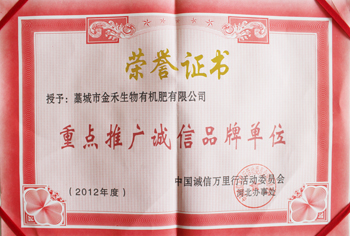 荣誉证书
授予：藁城市金禾生物有机肥有限公司
重点推广诚信品牌单位
中国诚信万里行活动委员会
河北办事处
（2012年度）